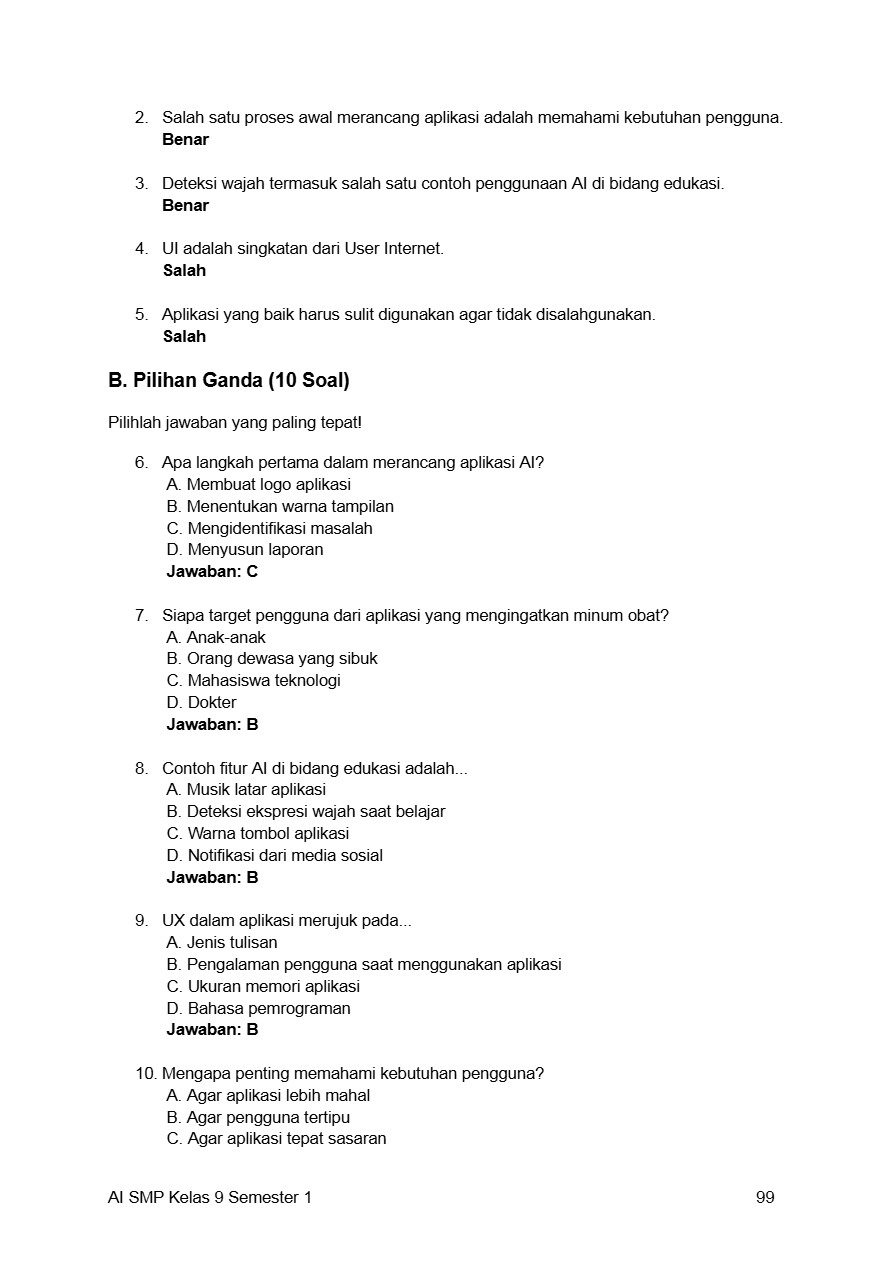 2. Salah satu proses awal merancang aplikasi adalah memahami kebutuhan pengguna.
Benar
3. Deteksi wajah termasuk salah satu contoh penggunaan AI di bidang edukasi.
Benar
4. UI adalah singkatan dari User Internet.
Salah
5. Aplikasi yang baik harus sulit digunakan agar tidak disalahgunakan.
Salah
B. Pilihan Ganda (10 Soal)
Pilihlah jawaban yang paling tepat!
6. Apa langkah pertama dalam merancang aplikasi AI?
A. Membuat logo aplikasi
B. Menentukan warna tampilan
C. Mengidentifikasi masalah
D. Menyusun laporan
Jawaban: C
7. Siapa target pengguna dari aplikasi yang mengingatkan minum obat?
A. Anak-anak
B. Orang dewasa yang sibuk
C. Mahasiswa teknologi
D. Dokter
Jawaban: B
8. Contoh fitur AI di bidang edukasi adalah...
A. Musik latar aplikasi
B. Deteksi ekspresi wajah saat belajar
C. Warna tombol aplikasi
D. Notifikasi dari media sosial
Jawaban: B
9. UX dalam aplikasi merujuk pada...
A. Jenis tulisan
B. Pengalaman pengguna saat menggunakan aplikasi
C. Ukuran memori aplikasi
D. Bahasa pemrograman
Jawaban: B
10. Mengapa penting memahami kebutuhan pengguna?
A. Agar aplikasi lebih mahal
B. Agar pengguna tertipu
C. Agar aplikasi tepat sasaran
AI SMP Kelas 9 Semester 1 99